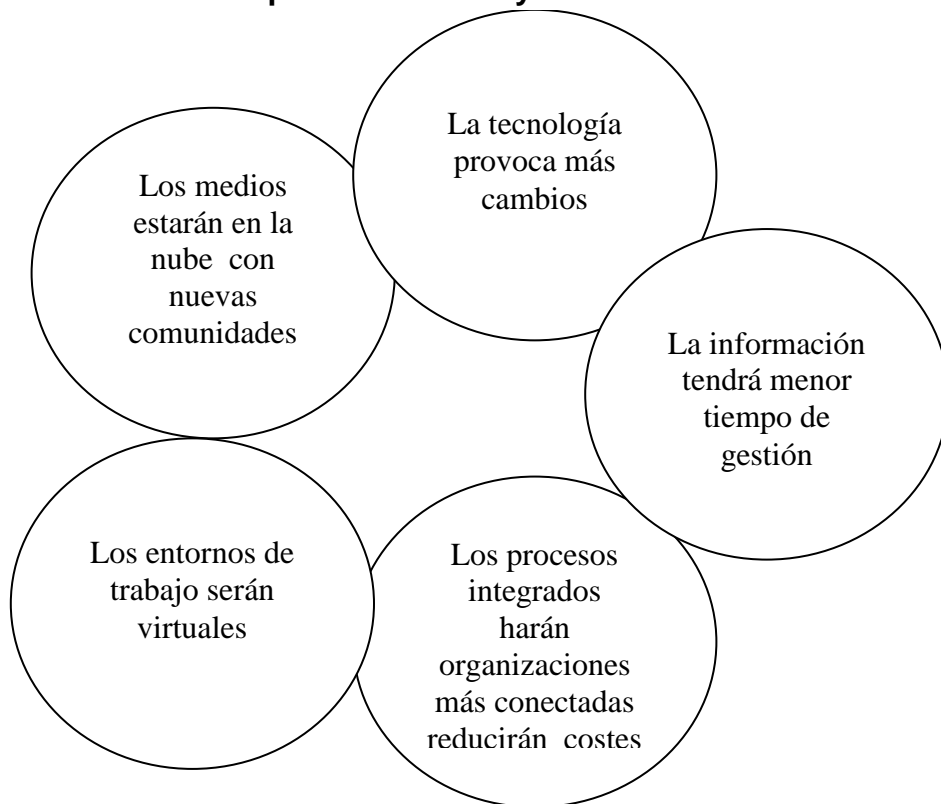 La tecnología
provoca más
cambios
Los medios
estarán en la
nube con
nuevas
comunidades
La información
tendrá menor
tiempo de
gestión
Los entornos de
trabajo serán
virtuales
Los procesos
integrados
harán
organizaciones
más conectadas
reducirán costes